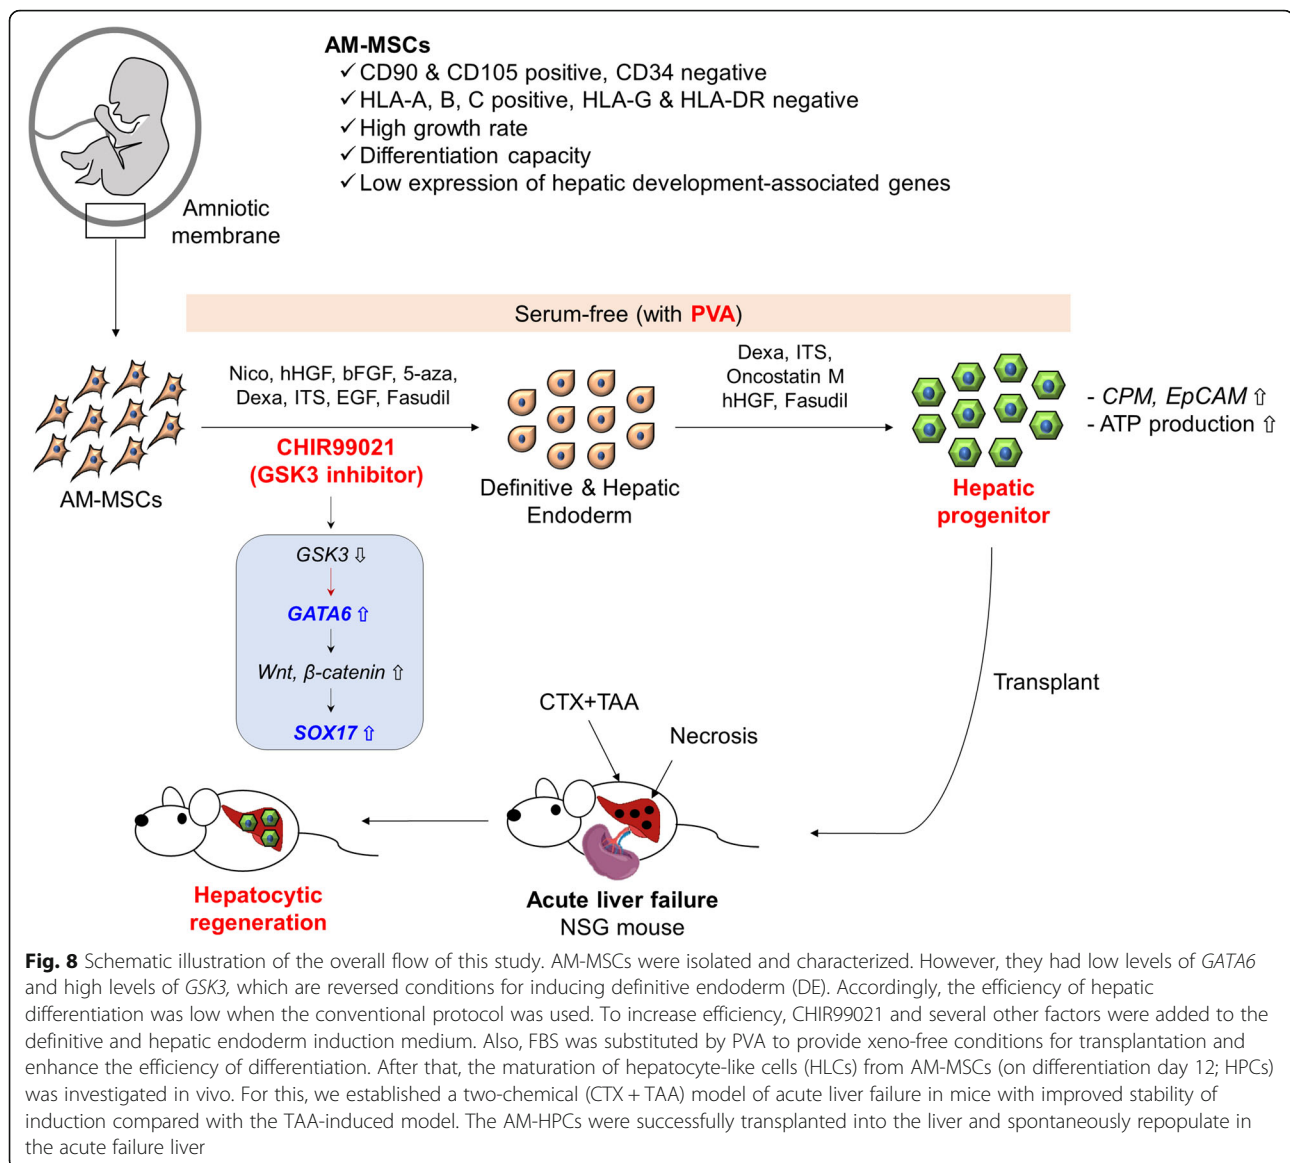 AM-MSCs
✓CD90 & CD105 positive, CD34 negative
✓HLA-A, B, C positive, HLA-G & HLA-DR negative
✓High growth rate
✓Differentiation capacity
✓Low expression of hepatic development-associated genes
Amniotic
membrane
Serum-free (with PVA)
Nico, hHGF, bFGF, 5-aza,
Dexa, ITS, EGF, Fasudil
CHIR99021
(GSK3 inhibitor)
Dexa, ITS,
Oncostatin M
hHGF, Fasudil
- CPM, EpCAM ⇧
- ATP production ⇧
AM-MSCs
Definitive & Hepatic
Endoderm
Hepatic
progenitor
GSK3 ⇩
GATA6 ⇧
Wnt, β-catenin ⇧
SOX17 ⇧
Transplant
CTX+TAA
Necrosis
Hepatocytic
regeneration
Acute liver failure
NSG mouse
Fig. 8 Schematic illustration of the overall flow of this study. AM-MSCs were isolated and characterized. However, they had low levels of GATA6
and high levels of GSK3, which are reversed conditions for inducing definitive endoderm (DE). Accordingly, the efficiency of hepatic
differentiation was low when the conventional protocol was used. To increase efficiency, CHIR99021 and several other factors were added to the
definitive and hepatic endoderm induction medium. Also, FBS was substituted by PVA to provide xeno-free conditions for transplantation and
enhance the efficiency of differentiation. After that, the maturation of hepatocyte-like cells (HLCs) from AM-MSCs (on differentiation day 12; HPCs)
was investigated in vivo. For this, we established a two-chemical (CTX + TAA) model of acute liver failure in mice with improved stability of
induction compared with the TAA-induced model. The AM-HPCs were successfully transplanted into the liver and spontaneously repopulate in
the acute failure liver